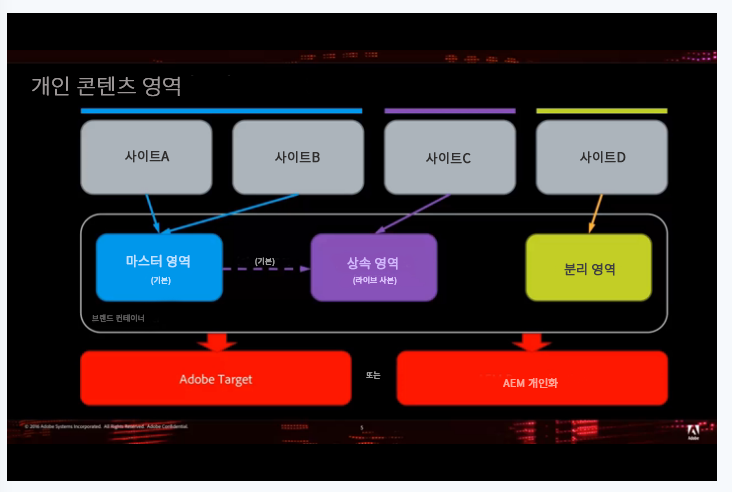 개인 콘텐츠 영역
사이트A
사이트B
사이트C
사이트D
마스터 영역
(기본)
(기본)
상속 영역
(라이브 사본)
분리 영역
브랜드 컨테이너
Adobe Target
또는
AEM 개인화
© 2016 Adobe Systems Incorporated. All Rights Reserved. Adobe Confidential.
5
Adobe